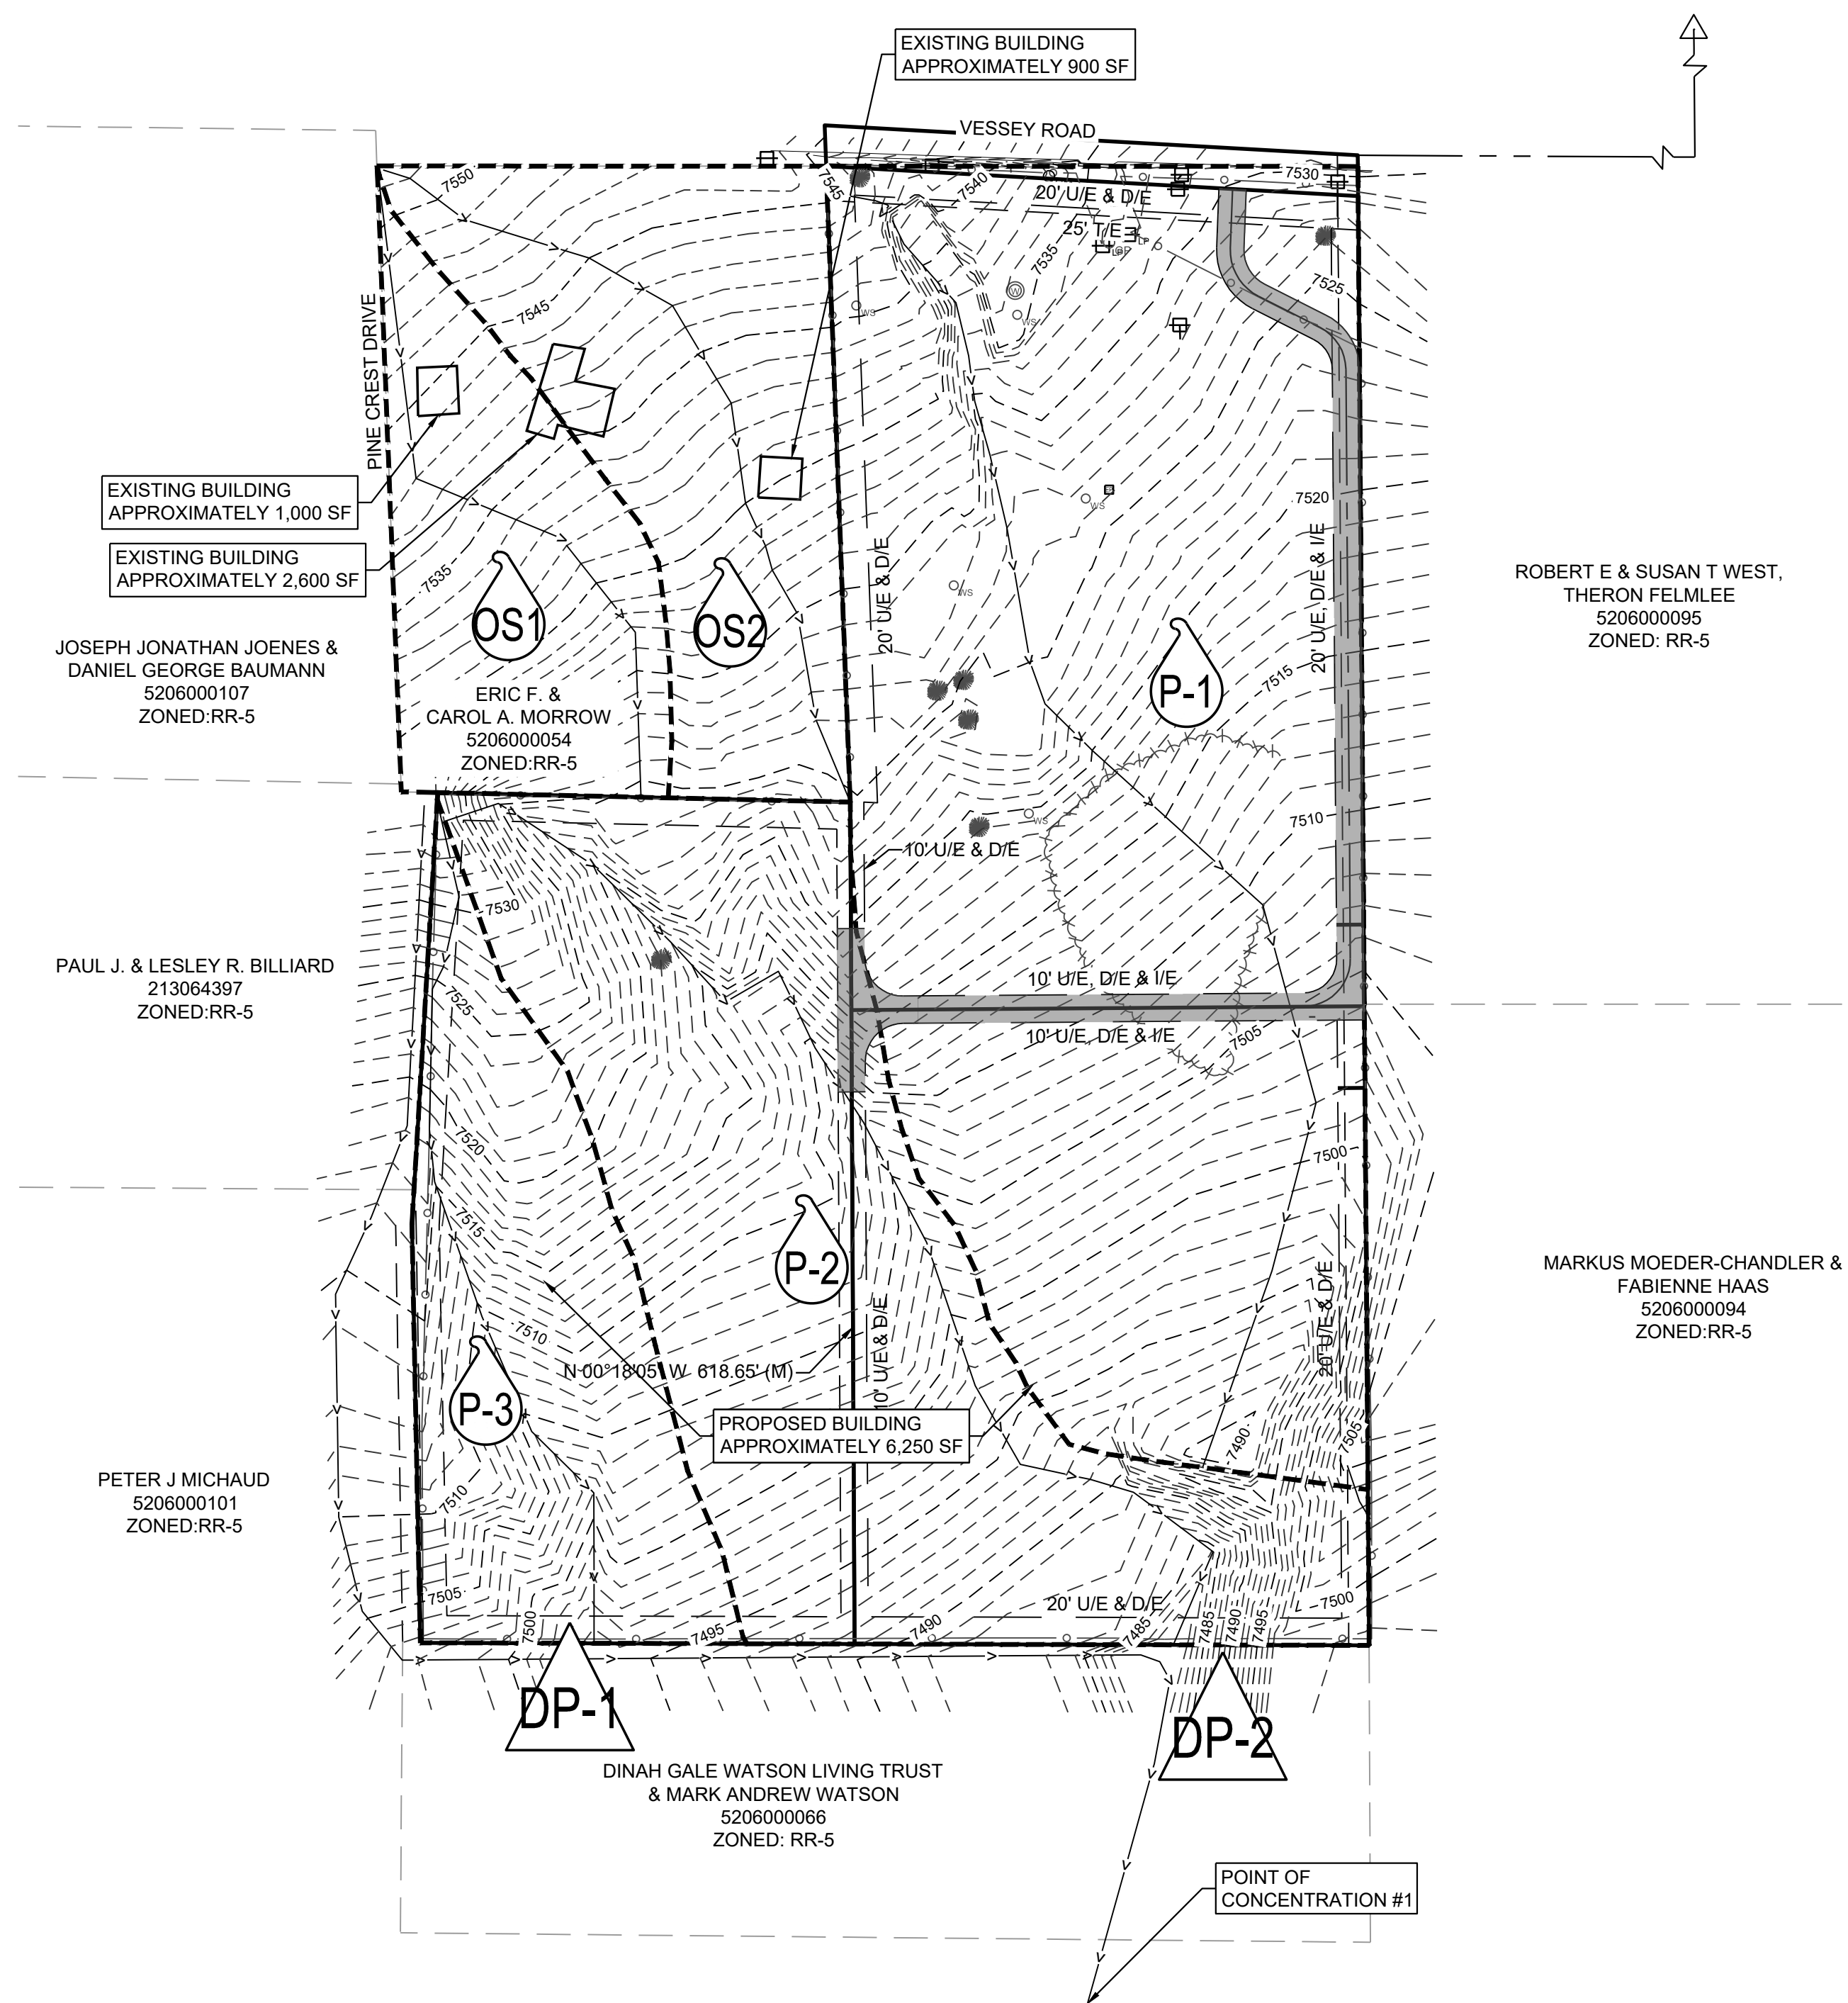 EXISTING BUILDING
APPROXIMATELY 900 SF
VESSEY ROAD
7550
7545
7540
7530
20' U/E & D/E
25' T/E
LP
7535
7525
W
WS
WS
7545
PINE CREST DRIVE
EXISTING BUILDING
APPROXIMATELY 1,000 SF
EXISTING BUILDING
APPROXIMATELY 2,600 SF
WS
7520
20' U/E & D/E
20' U/E, D/E & I/E
7535
WS
OS1
OS2
P-1
7515
ROBERT E & SUSAN T WEST,
THERON FELMLEE
5206000095
ZONED: RR-5
JOSEPH JONATHAN JOENES &
DANIEL GEORGE BAUMANN
5206000107
ZONED:RR-5
ERIC F. &
CAROL A. MORROW
5206000054
ZONED:RR-5
WS
7510
10' U/E & D/E
7530
PAUL J. & LESLEY R. BILLIARD
213064397
ZONED:RR-5
7525
10' U/E, D/E & I/E
10' U/E, D/E & I/E
7505
7520
7500
7515
P-2
10' U/E & D/E
20' U/E & D/E
MARKUS MOEDER-CHANDLER &
FABIENNE HAAS
5206000094
ZONED:RR-5
7510
N 00°18'05" W 618.65' (M)
P-3
PROPOSED BUILDING
APPROXIMATELY 6,250 SF
7490
7505
PETER J MICHAUD
5206000101
ZONED:RR-5
7510
7505
20' U/E & D/E
7500
7500
7495
7490
7485
7485
7490
7495
DP-1
DP-2
DINAH GALE WATSON LIVING TRUST
& MARK ANDREW WATSON
5206000066
ZONED: RR-5
POINT OF
CONCENTRATION #1